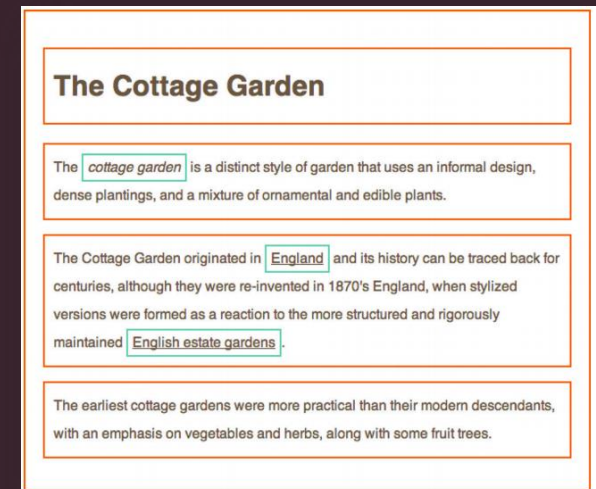 The Cottage Garden
The cottage garden is a distinct style of garden that uses an informal design,
dense plantings, and a mixture of ornamental and edible plants.
The Cottage Garden originated in England and its history can be traced back for
centuries, although they were re-invented in 1870's England, when stylized
versions were formed as a reaction to the more structured and rigorously
maintained English estate gardens.
The earliest cottage gardens were more practical than their modern descendants,
with an emphasis on vegetables and herbs, along with some fruit trees.